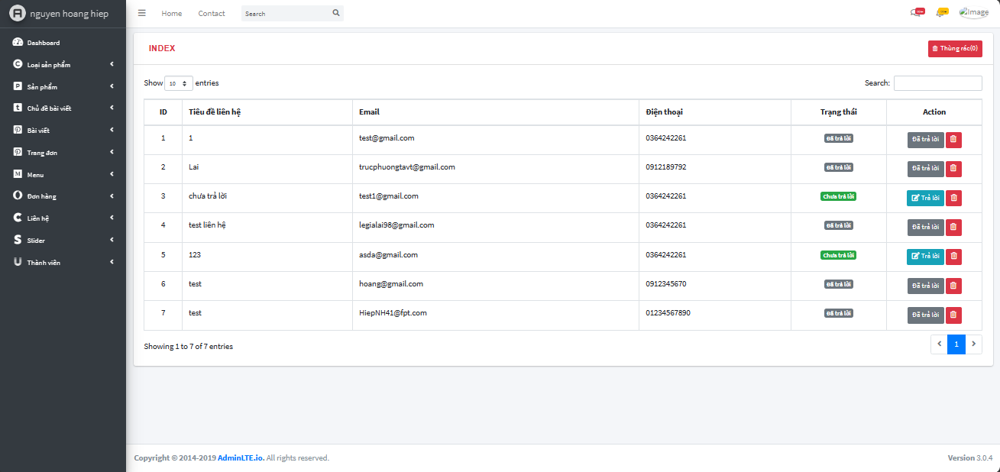 nguyen hoang hiep
Home Contact Search
Image
Dashboard
Loại sản phẩm
Sản phẩm
Chủ đề bài viết
Bài viết
Trang đơn
Menu
Đơn hàng
Liên hệ
Slider
Thành viên
INDEX
Thùng rác(0)
Show 10 entries
Search:
ID Tiêu đề liên hệ Email Điện thoại Trạng thái Action
1 1 test@gmail.com 0364242261 Đã trả lời Đã trả lời
2 Lai trucphuongtavt@gmail.com 0912189792 Đã trả lời Đã trả lời
3 chưa trả lời test1@gmail.com 0364242261 Chưa trả lời Trả lời
4 test liên hệ legialai98@gmail.com 0364242261 Đã trả lời Đã trả lời
5 123 asda@gmail.com 0364242261 Chưa trả lời Trả lời
6 test hoang@gmail.com 0912345670 Đã trả lời Đã trả lời
7 test HiepNH41@fpt.com 01234567890 Đã trả lời Đã trả lời
Showing 1 to 7 of 7 entries
1
Copyright © 2014-2019 AdminLTE.io. All rights reserved.
Version 3.0.4